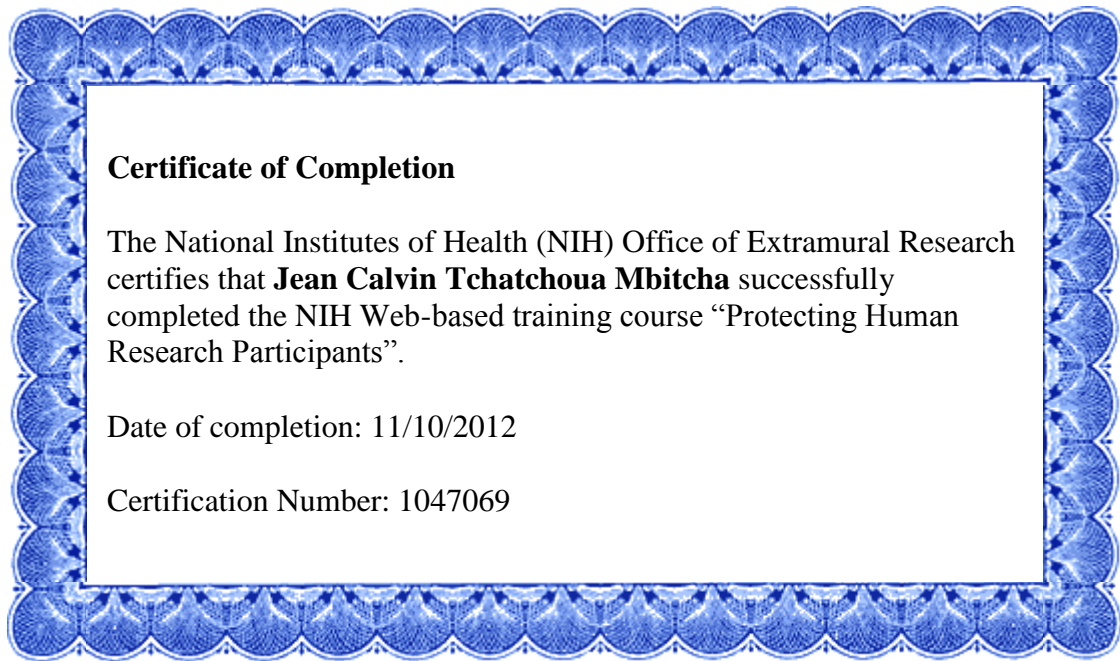 Certificate of Completion
The National Institutes of Health (NIH) Office of Extramural Research
certifies that Jean Calvin Tchatchoua Mbitcha successfully
completed the NIH Web-based training course “Protecting Human
Research Participants”.
Date of completion: 11/10/2012
Certification Number: 1047069